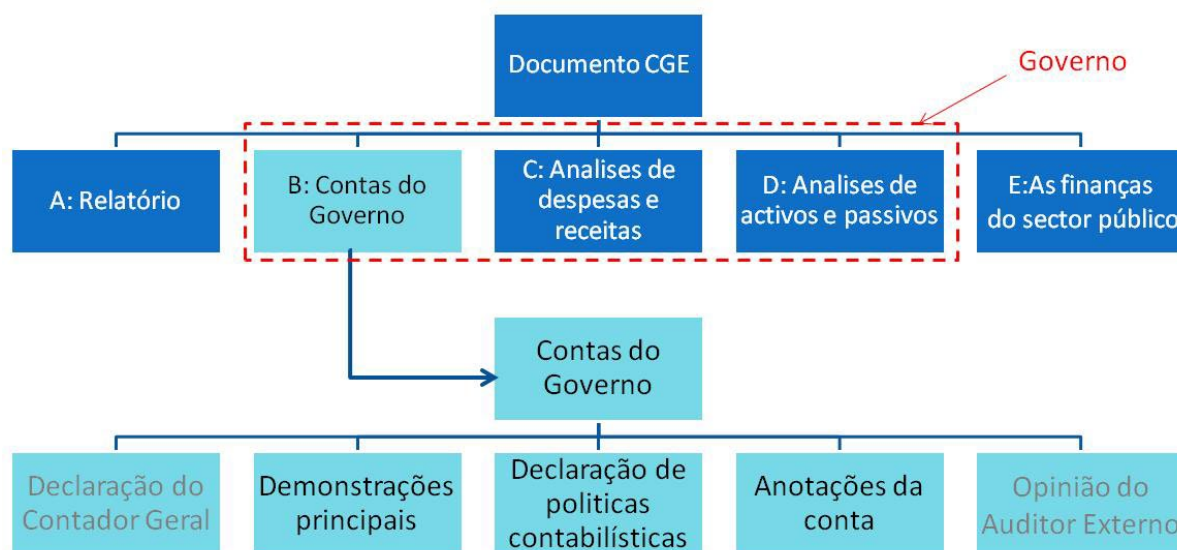 Documento CGE
Governo
A: Relatório
B: Contas do
Governo
C: Analises de
despesas e
receitas
D: Analises de
activos e passivos
E:As finanças
do sector público
Contas do
Governo
Declaração do
Contador Geral
Demonstrações
principais
Declaração de
politicas
contabilísticas
Anotações da
conta
Opinião do
Auditor Externo